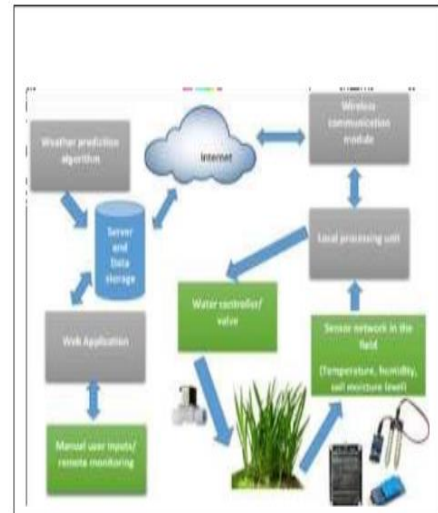 Wireless
communication
module
Weather prediction
algorithm
Internet
Server
and
Data
storage
Local processing unit
Water controller/
valve
Sensor network in the
field
(Temperature, humidity,
soil moisture level)
Web Application
Manual user inputs/
remote monitoring